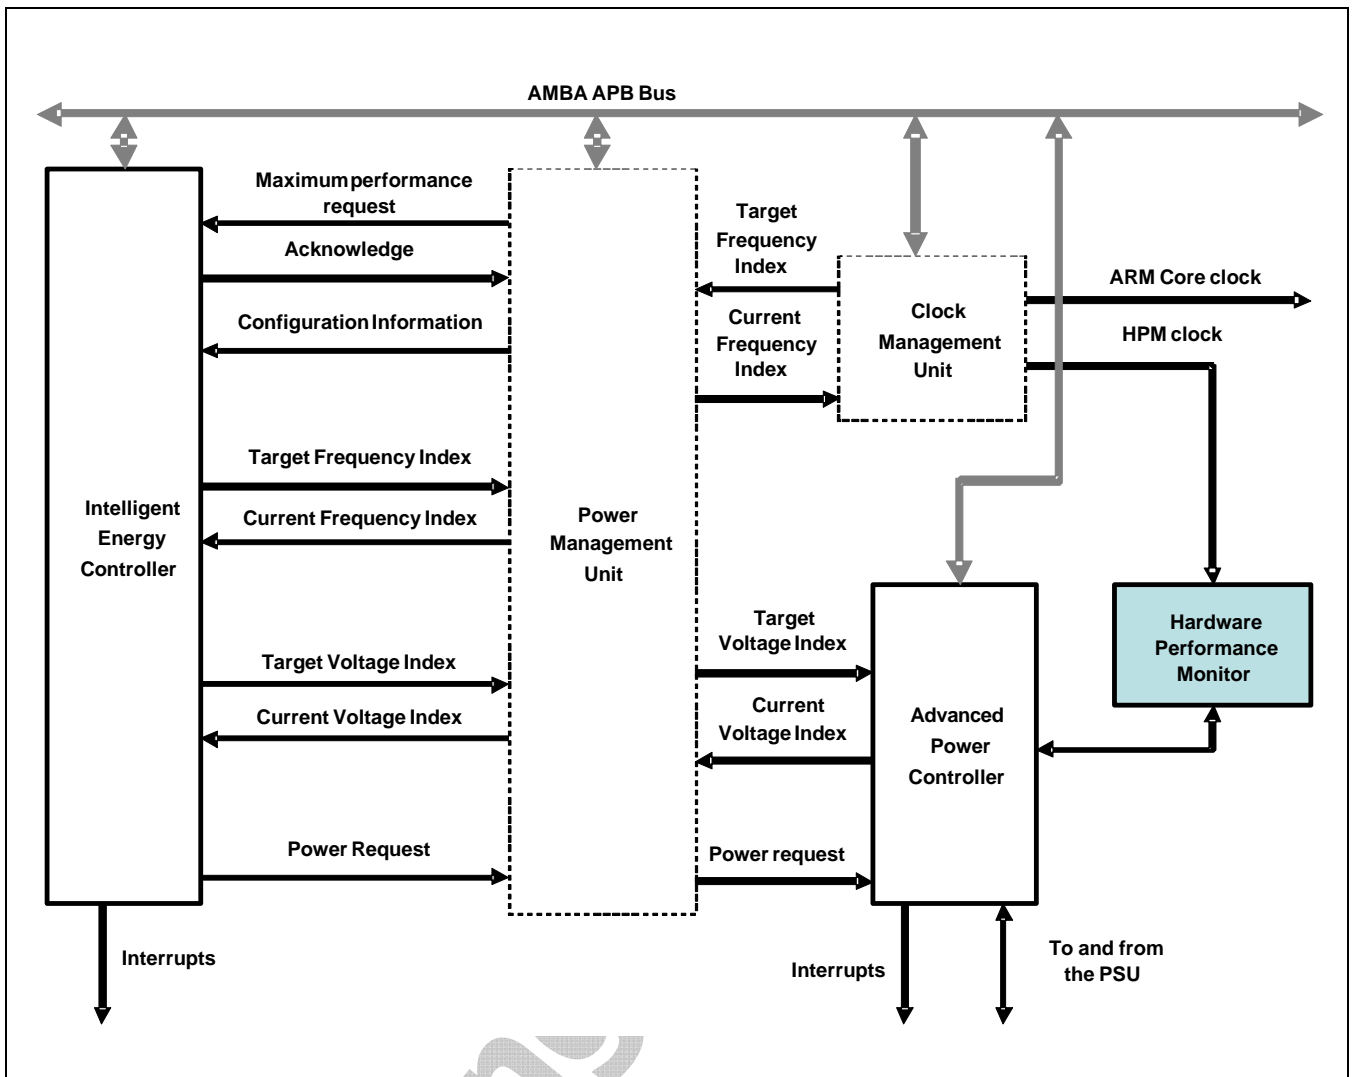 AMBA APB Bus
Maximum performance
request
Acknowledge
Configuration Information
Target Frequency Index
Current Frequency Index
Target Voltage Index
Current Voltage Index
Power Request
Intelligent
Energy
Controller
Interrupts
Power
Management
Unit
Target
Frequency
Index
Current
Frequency
Index
Clock
Management
Unit
ARM Core clock
HPM clock
Target
Voltage Index
Current
Voltage Index
Power request
Advanced
Power
Controller
Hardware
Performance
Monitor
Interrupts
To and from
the PSU